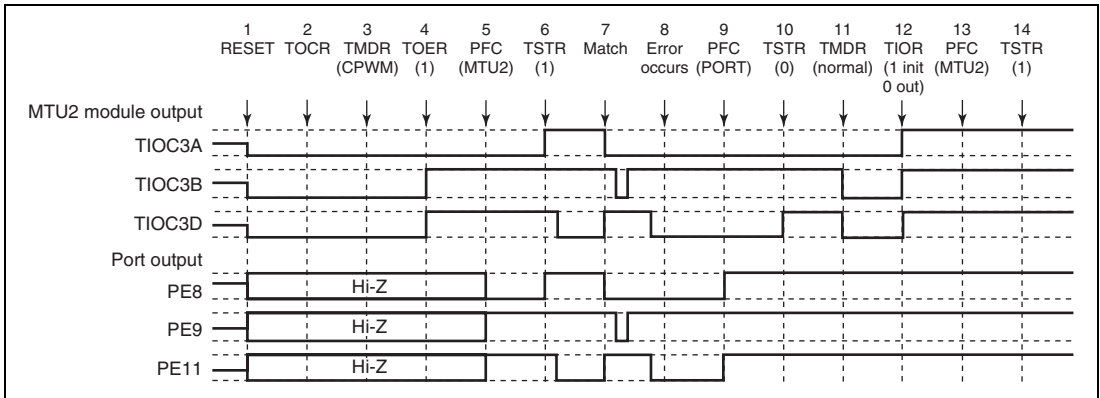 1 2 3 4 5 6 7 8 9 10 11 12 13 14
RESET TOCR TMDR TOER PFC TSTR Match Error PFC TSTR TMDR TIOR PFC TSTR
(CPWM) (1) (MTU2) (1) occurs (PORT) (0) (normal) (1 init (MTU2) (1)
0 out)
MTU2 module output
TIOC3A
TIOC3B
TIOC3D
Port output
PE8 Hi-Z
PE9 Hi-Z
PE11 Hi-Z